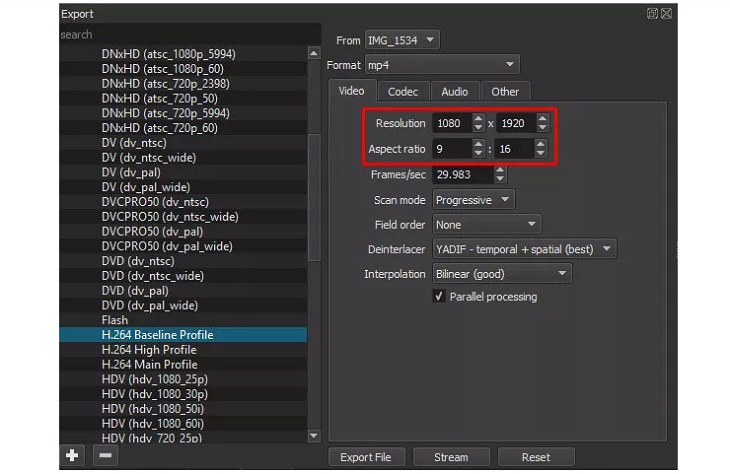 Export
search
DNxHD (atsc_1080p_5994)
DNxHD (atsc_1080p_60)
DNxHD (atsc_720p_2398)
DNxHD (atsc_720p_50)
DNxHD (atsc_720p_5994)
DNxHD (atsc_720p_60)
DV (dv_ntsc)
DV (dv_ntsc_wide)
DV (dv_pal)
DV (dv_pal_wide)
DVCPRO50 (dv_ntsc)
DVCPRO50 (dv_ntsc_wide)
DVCPRO50 (dv_pal)
DVCPRO50 (dv_pal_wide)
DVD (dv_ntsc)
DVD (dv_ntsc_wide)
DVD (dv_pal)
DVD (dv_pal_wide)
Flash
H.264 Baseline Profile
H.264 High Profile
H.264 Main Profile
HDV (hdv_1080_25p)
HDV (hdv_1080_30p)
HDV (hdv_1080_50i)
HDV (hdv_1080_60i)
HDV (hdv_720_25p)
From IMG_1534
Format mp4
Video Codec Audio Other
Resolution 1080 x 1920
Aspect ratio 9 : 16
Frames/sec 29.983
Scan mode Progressive
Field order None
Deinterlacer YADIF - temporal + spatial (best)
Interpolation Bilinear (good)
Parallel processing
Export File Stream Reset